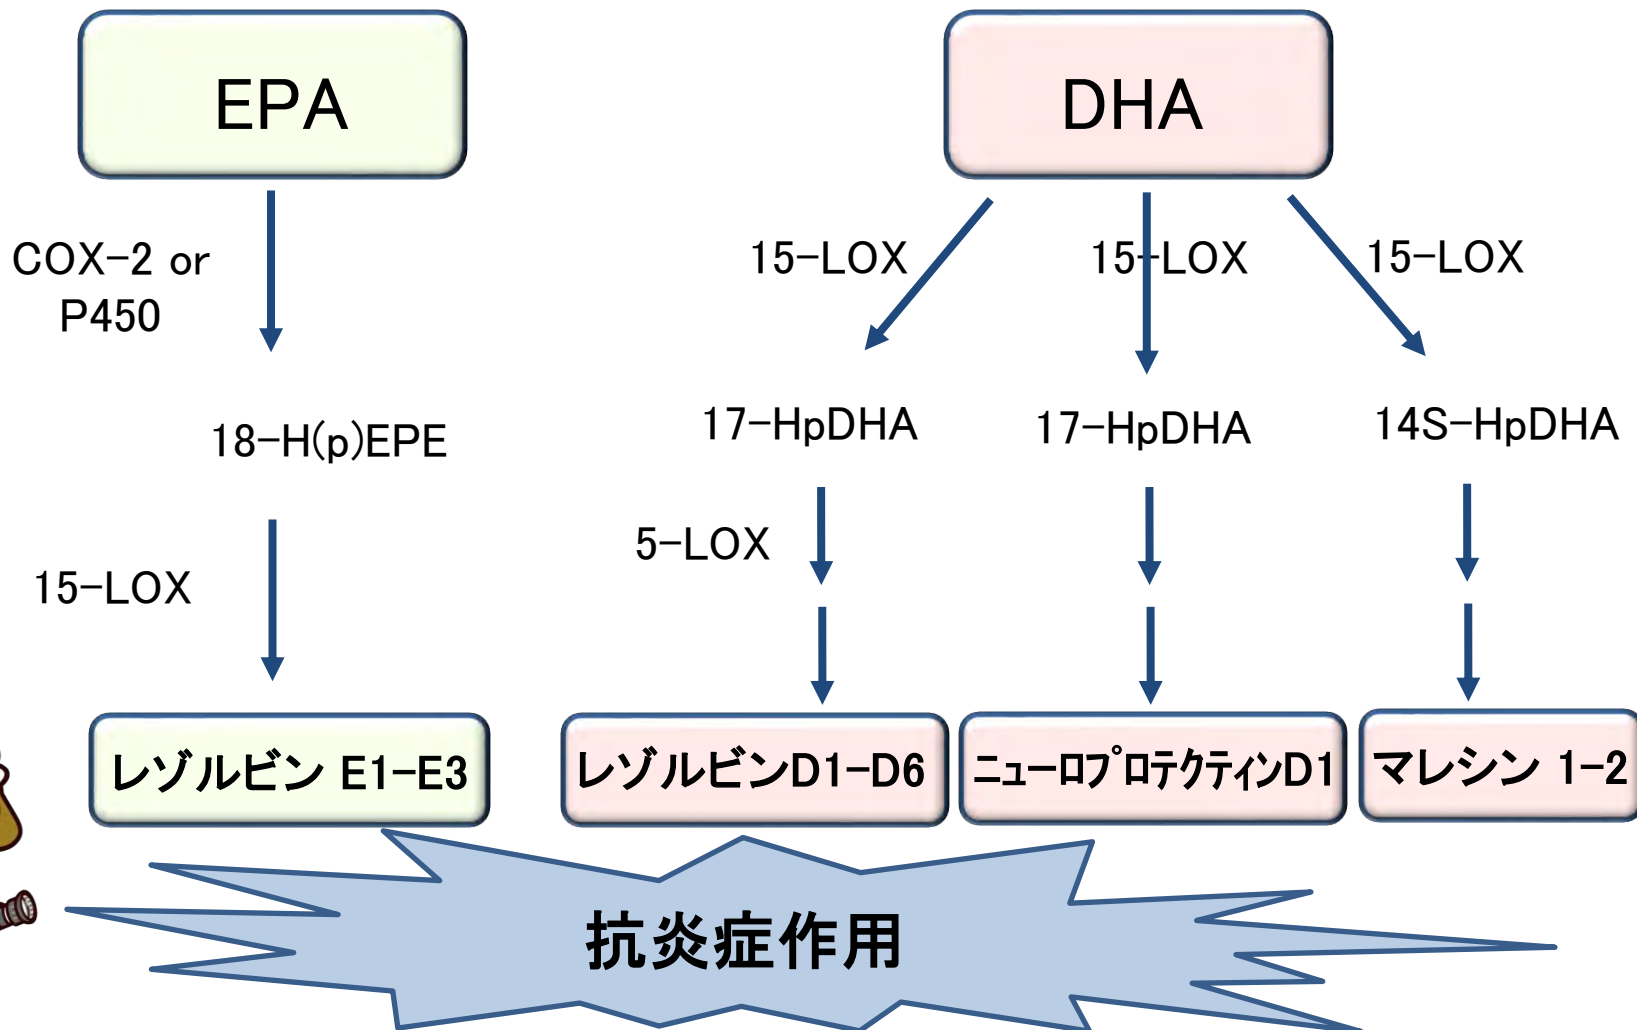 EPA
DHA
COX-2 or
P450
15-LOX
15-LOX
15-LOX
18-H(p)EPE
17-HpDHA
17-HpDHA
14S-HpDHA
15-LOX
5-LOX
レゾルビン E1-E3
レゾルビンD1-D6
ニューロプロテクティンD1
マレシン 1-2
抗炎症作用